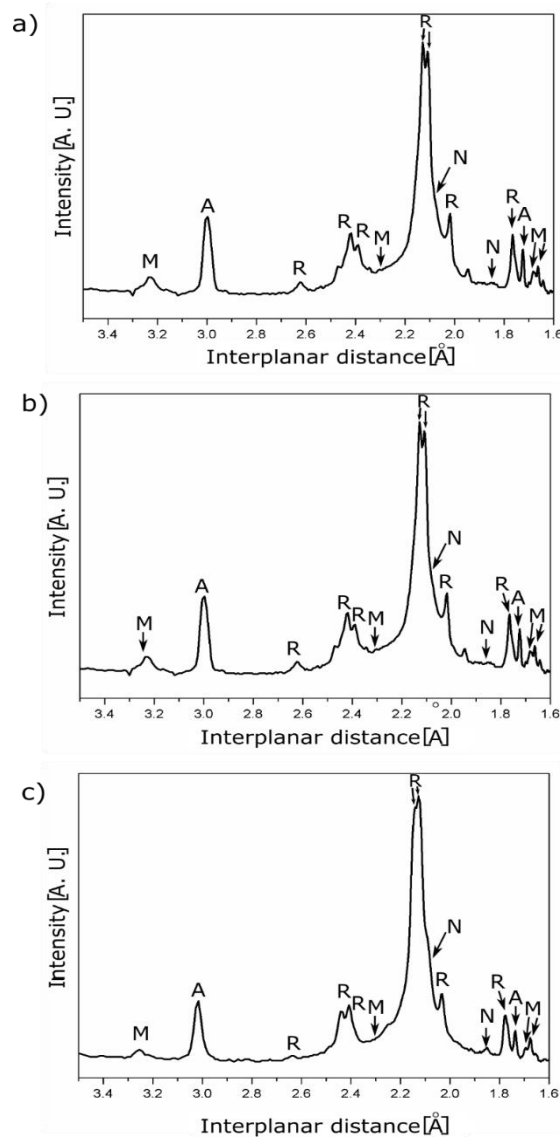 a)
R
N
A
R
R
R
R
A
M
M
M
R
N
Intensity [A. U.]
3.4 3.2 3.0 2.8 2.6 2.4 2.2 2.0 1.8 1.6
Interplanar distance[Å]
b)
R
N
A
R
R
R
R
A
M
M
M
R
N
Intensity [A. U.]
3.4 3.2 3.0 2.8 2.6 2.4 2.2 2.0 1.8 1.6
Interplanar distance[Å]
c)
R
N
A
R
R
R
R
A
M
M
M
R
N
Intensity [A. U.]
3.4 3.2 3.0 2.8 2.6 2.4 2.2 2.0 1.8 1.6
Interplanar distance[Å]